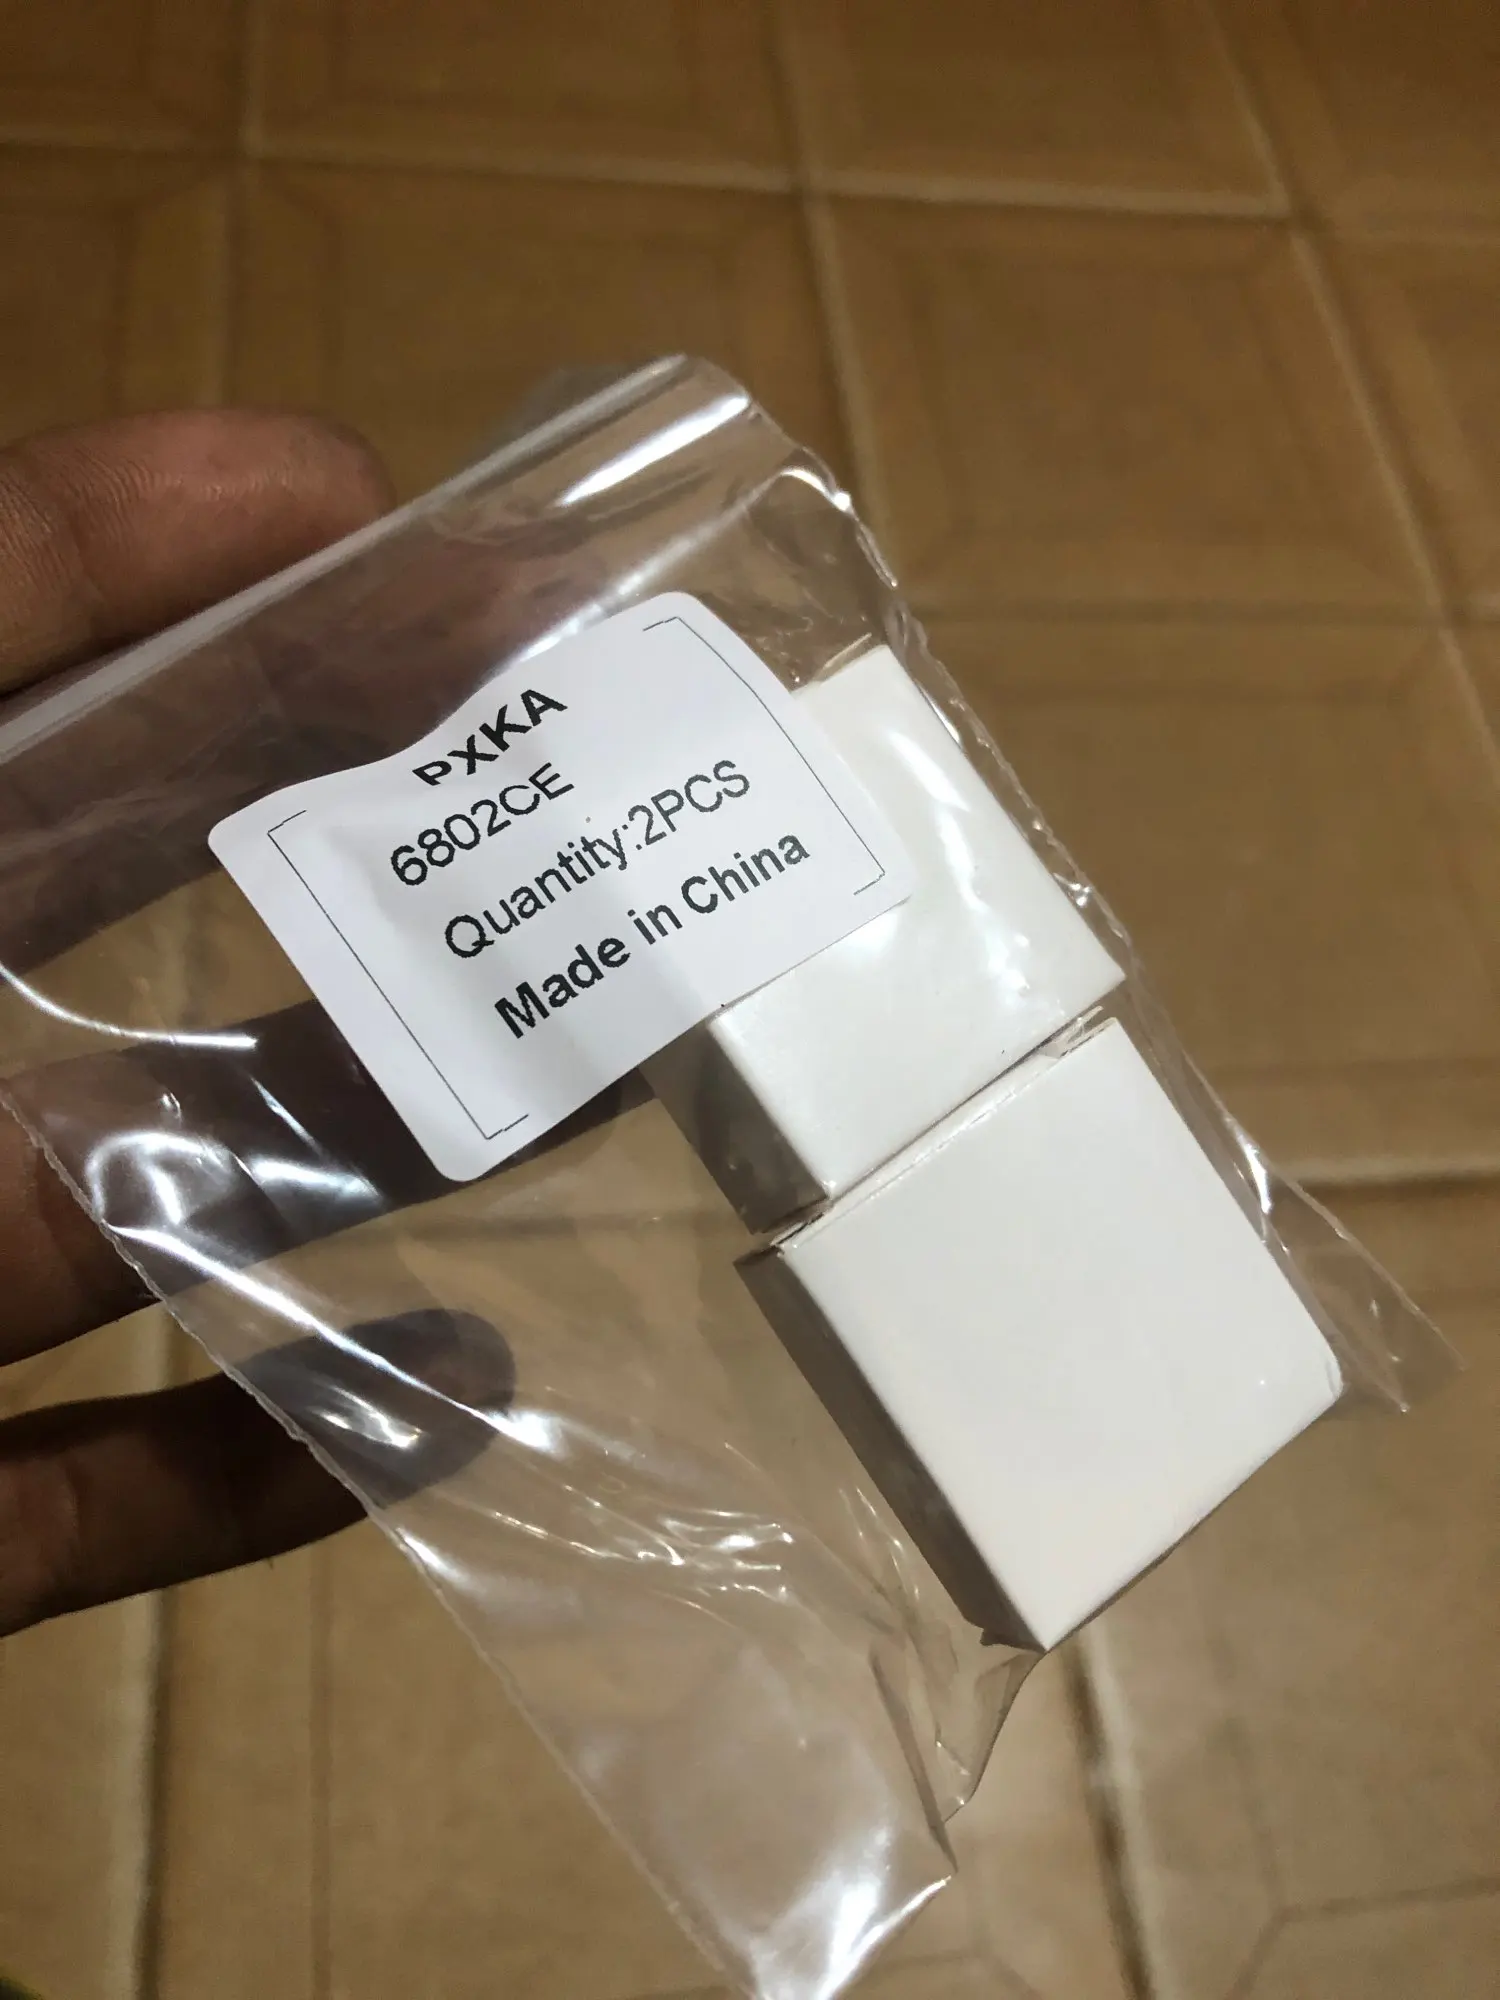 PXKA
6802CE
Quantity:2PCS
Made in China